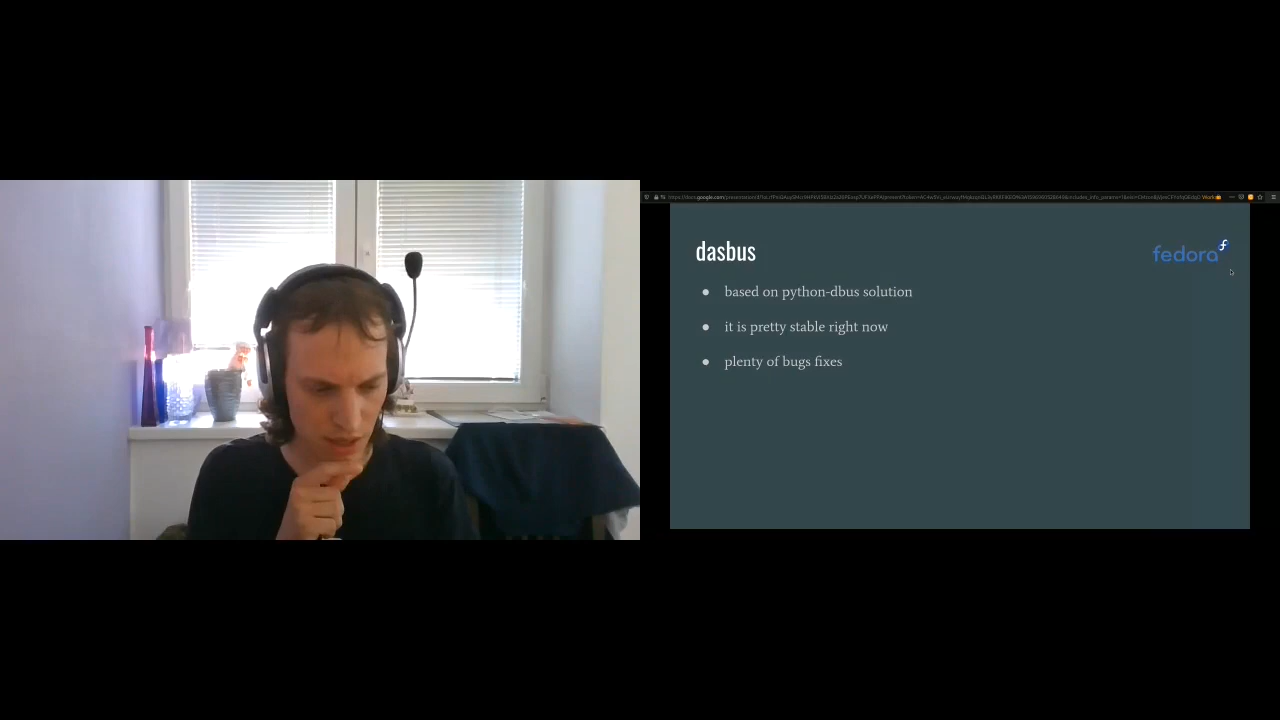 dasbus
fedora
● based on python-dbus solution
● it is pretty stable right now
● plenty of bugs fixes